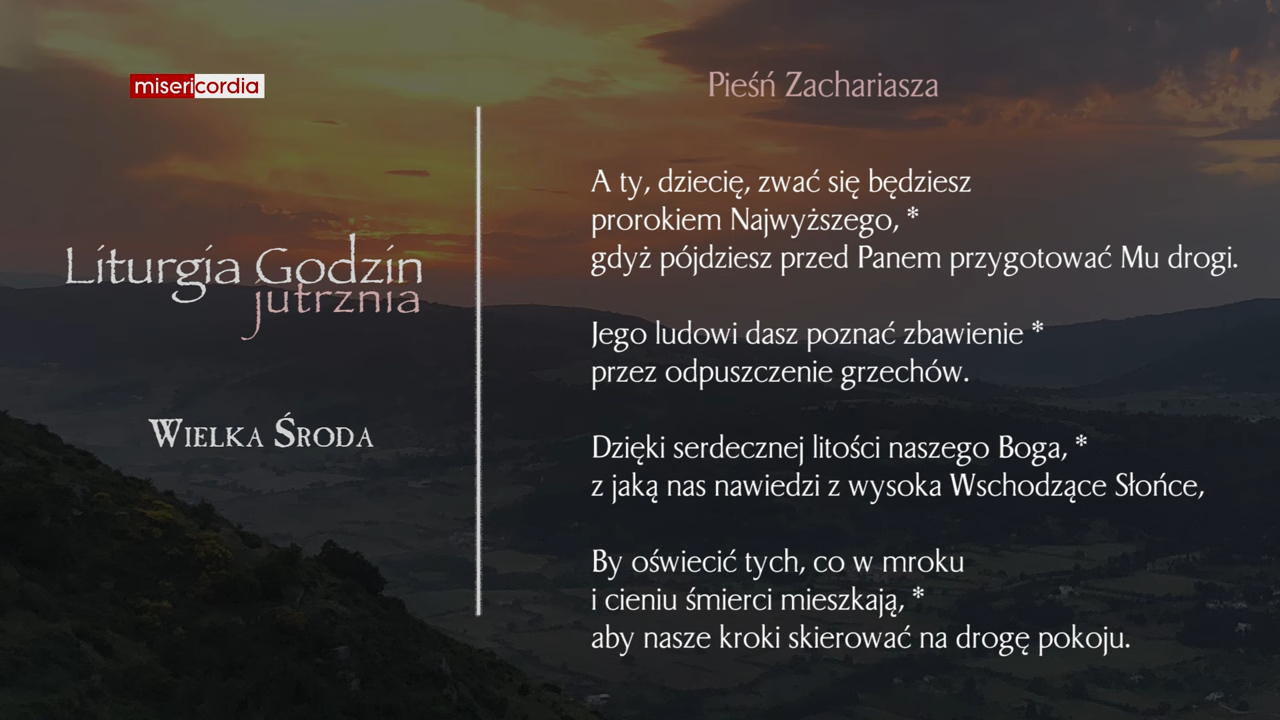 misericordia
Liturgia Godzin
jutrznia
Wielka Środa
Pieśń Zachariasza
A ty, dziecię, zwać się będziesz
prorokiem Najwyższego, *
gdyż pójdziesz przed Panem przygotować Mu drogi.
Jego ludowi dasz poznać zbawienie *
przez odpuszczenie grzechów.
Dzięki serdecznej litości naszego Boga, *
z jaką nas nawiedzi z wysoka Wschodzące Słońce,
By oświecić tych, co w mroku
i cieniu śmierci mieszkają, *
aby nasze kroki skierować na drogę pokoju.